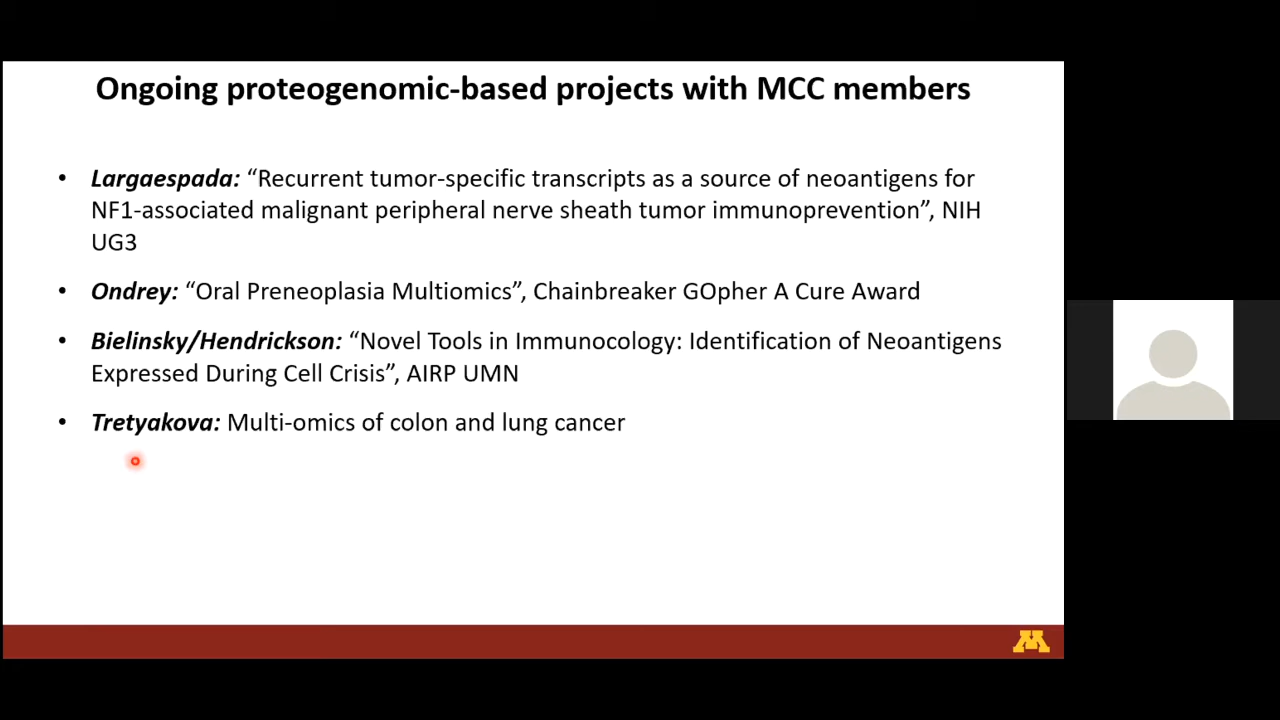 Ongoing proteogenomic-based projects with MCC members
• Largaespada: “Recurrent tumor-specific transcripts as a source of neoantigens for
NF1-associated malignant peripheral nerve sheath tumor immunoprevention”, NIH
UG3
• Ondrey: “Oral Preneoplasia Multiomics”, Chainbreaker GOpher A Cure Award
• Bielinsky/Hendrickson: “Novel Tools in Immunocology: Identification of Neoantigens
Expressed During Cell Crisis”, AIRP UMN
• Tretyakova: Multi-omics of colon and lung cancer
M